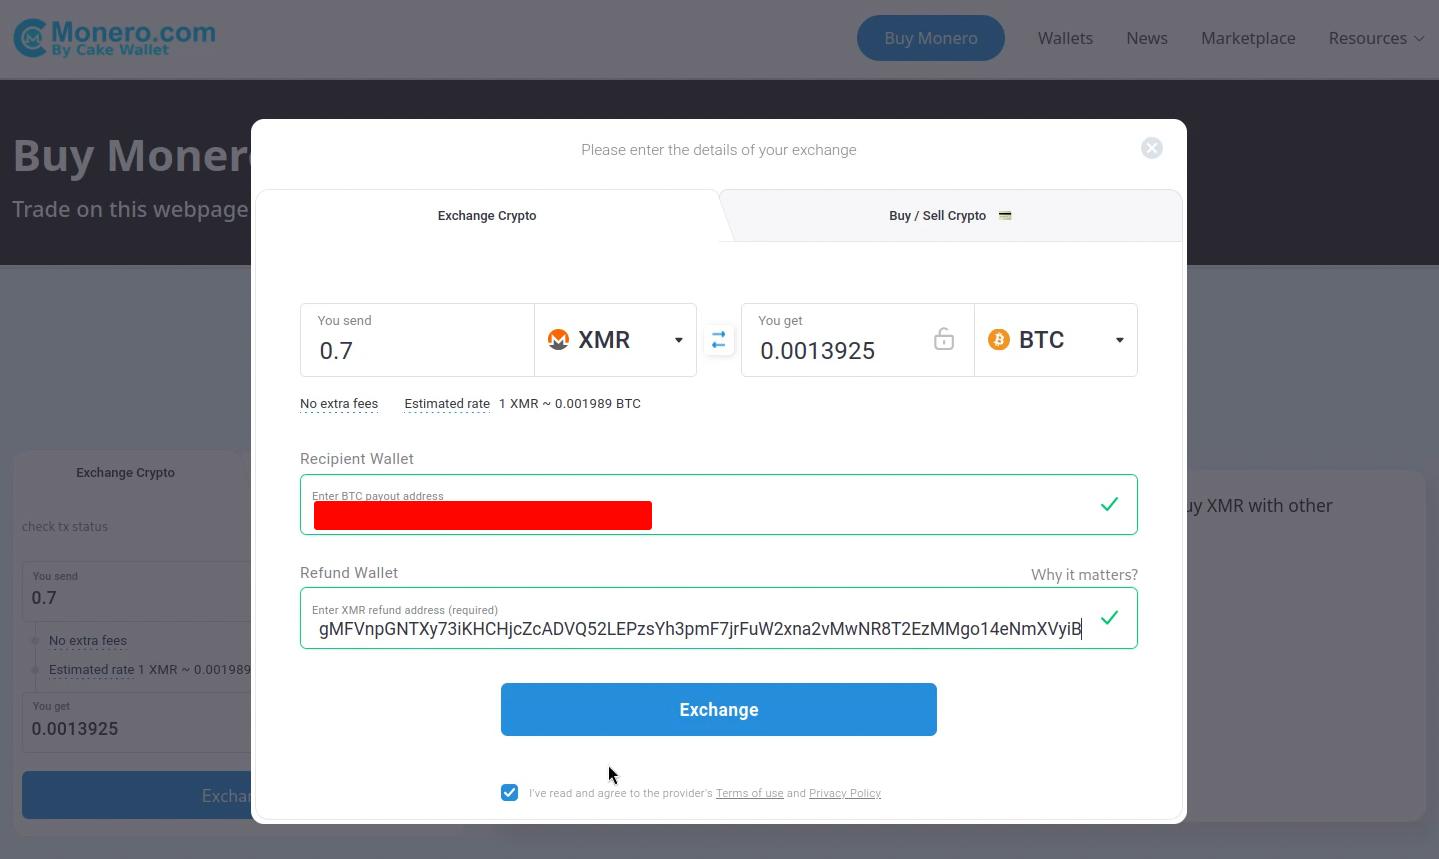 Monero.com
By Cake Wallet
Buy Monero
Wallets
News
Marketplace
Resources
Buy Moner
Trade on this webpage
Please enter the details of your exchange
Exchange Crypto
Buy / Sell Crypto
You send
0.7
XMR
You get
0.0013925
BTC
No extra fees
Estimated rate 1 XMR ~ 0.001989 BTC
Recipient Wallet
Enter BTC payout address
Refund Wallet
Why it matters?
Enter XMR refund address (required)
gMFVnpGNTXy73iKHCHjcZcADVQ52LEPzsYh3pmF7jrFuW2xna2vMwNR8T2EzMMgo14eNmXVyiB
Exchange
I've read and agree to the provider's Terms of use and Privacy Policy
Exchange Crypto
check tx status
You send
0.7
No extra fees
Estimated rate 1 XMR ~ 0.001989
You get
0.0013925
Exchan
uy XMR with other